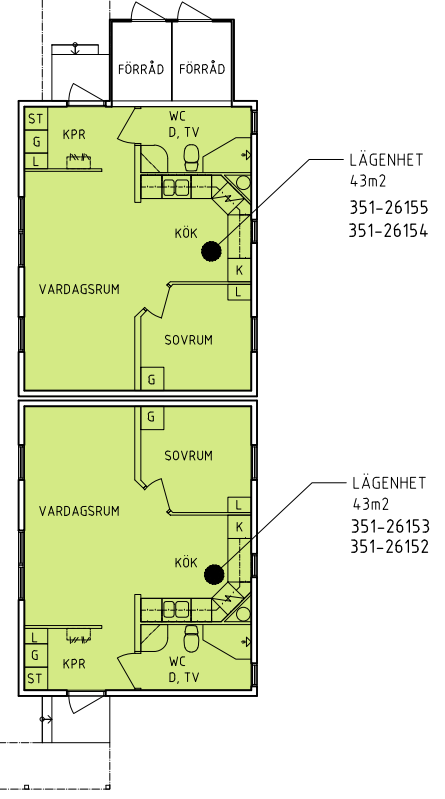 FÖRRÅD FÖRRÅD
ST
KPR
WC
D, TV
G
L
LÄGENHET
43m2
351-26155
351-26154
KÖK
K
VARDAGSRUM
L
SOVRUM
G
G
SOVRUM
LÄGENHET
43m2
351-26153
351-26152
L
VARDAGSRUM
K
KÖK
L
G
KPR
WC
D, TV
ST